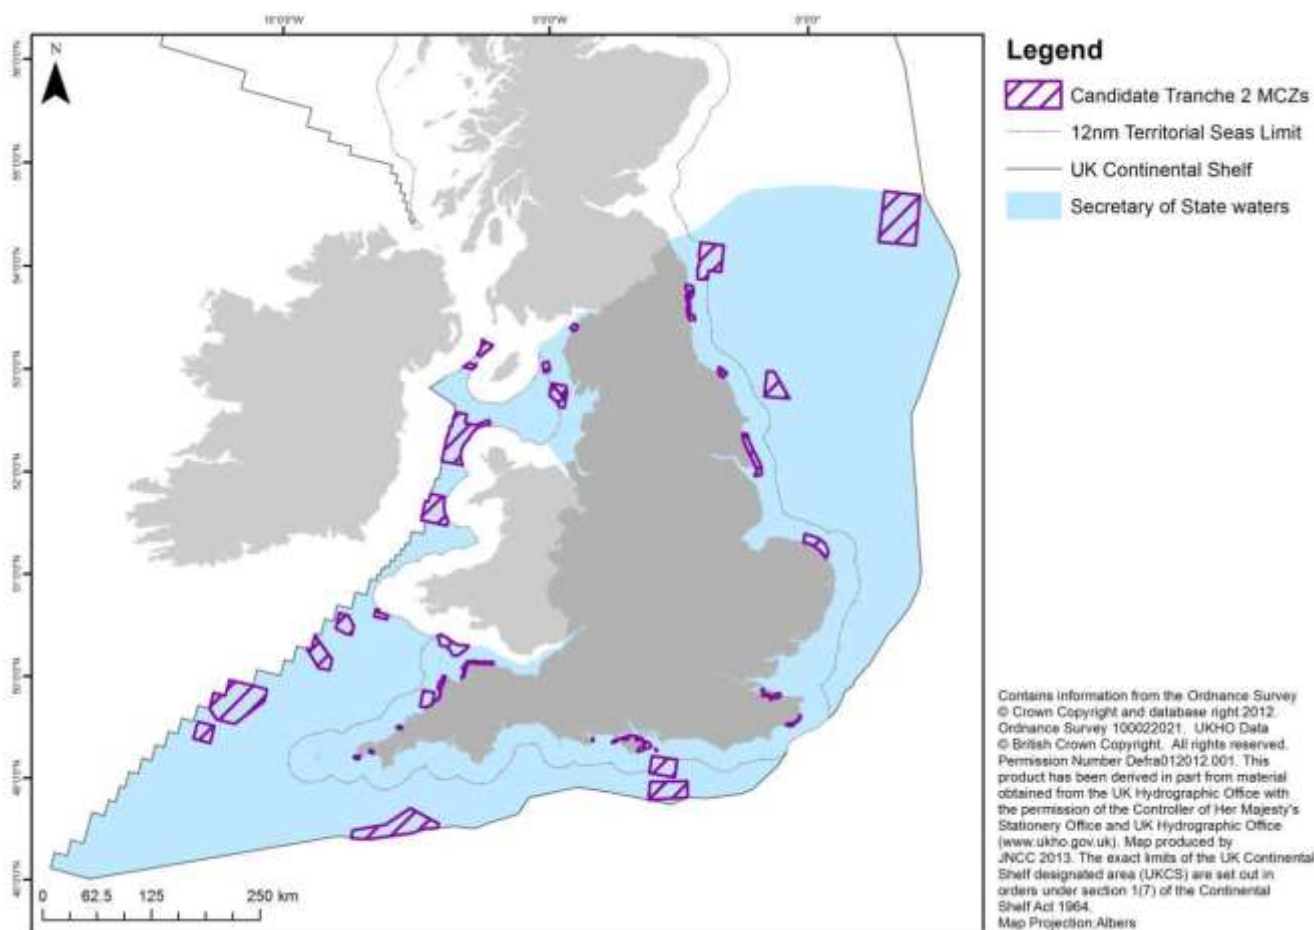 N
Legend
Candidate Tranche 2 MCZs
12nm Territorial Seas Limit
UK Continental Shelf
Secretary of State waters
0 62.5 125 250 km
Contains information from the Ordnance Survey
© Crown Copyright and database right 2012.
Ordnance Survey 100022021. UKHO Data
© British Crown Copyright. All rights reserved.
Permission Number Defra012012.001. This
product has been derived in part from material
obtained from the UK Hydrographic Office with
the permission of the Controller of Her Majesty's
Stationery Office and UK Hydrographic Office
(www.ukho.gov.uk). Map produced by
JNCC 2013. The exact limits of the UK Continental
Shelf designated area (UKCS) are set out in
orders under section 1(7) of the Continental
Shelf Act 1964.
Map Projection:Albers